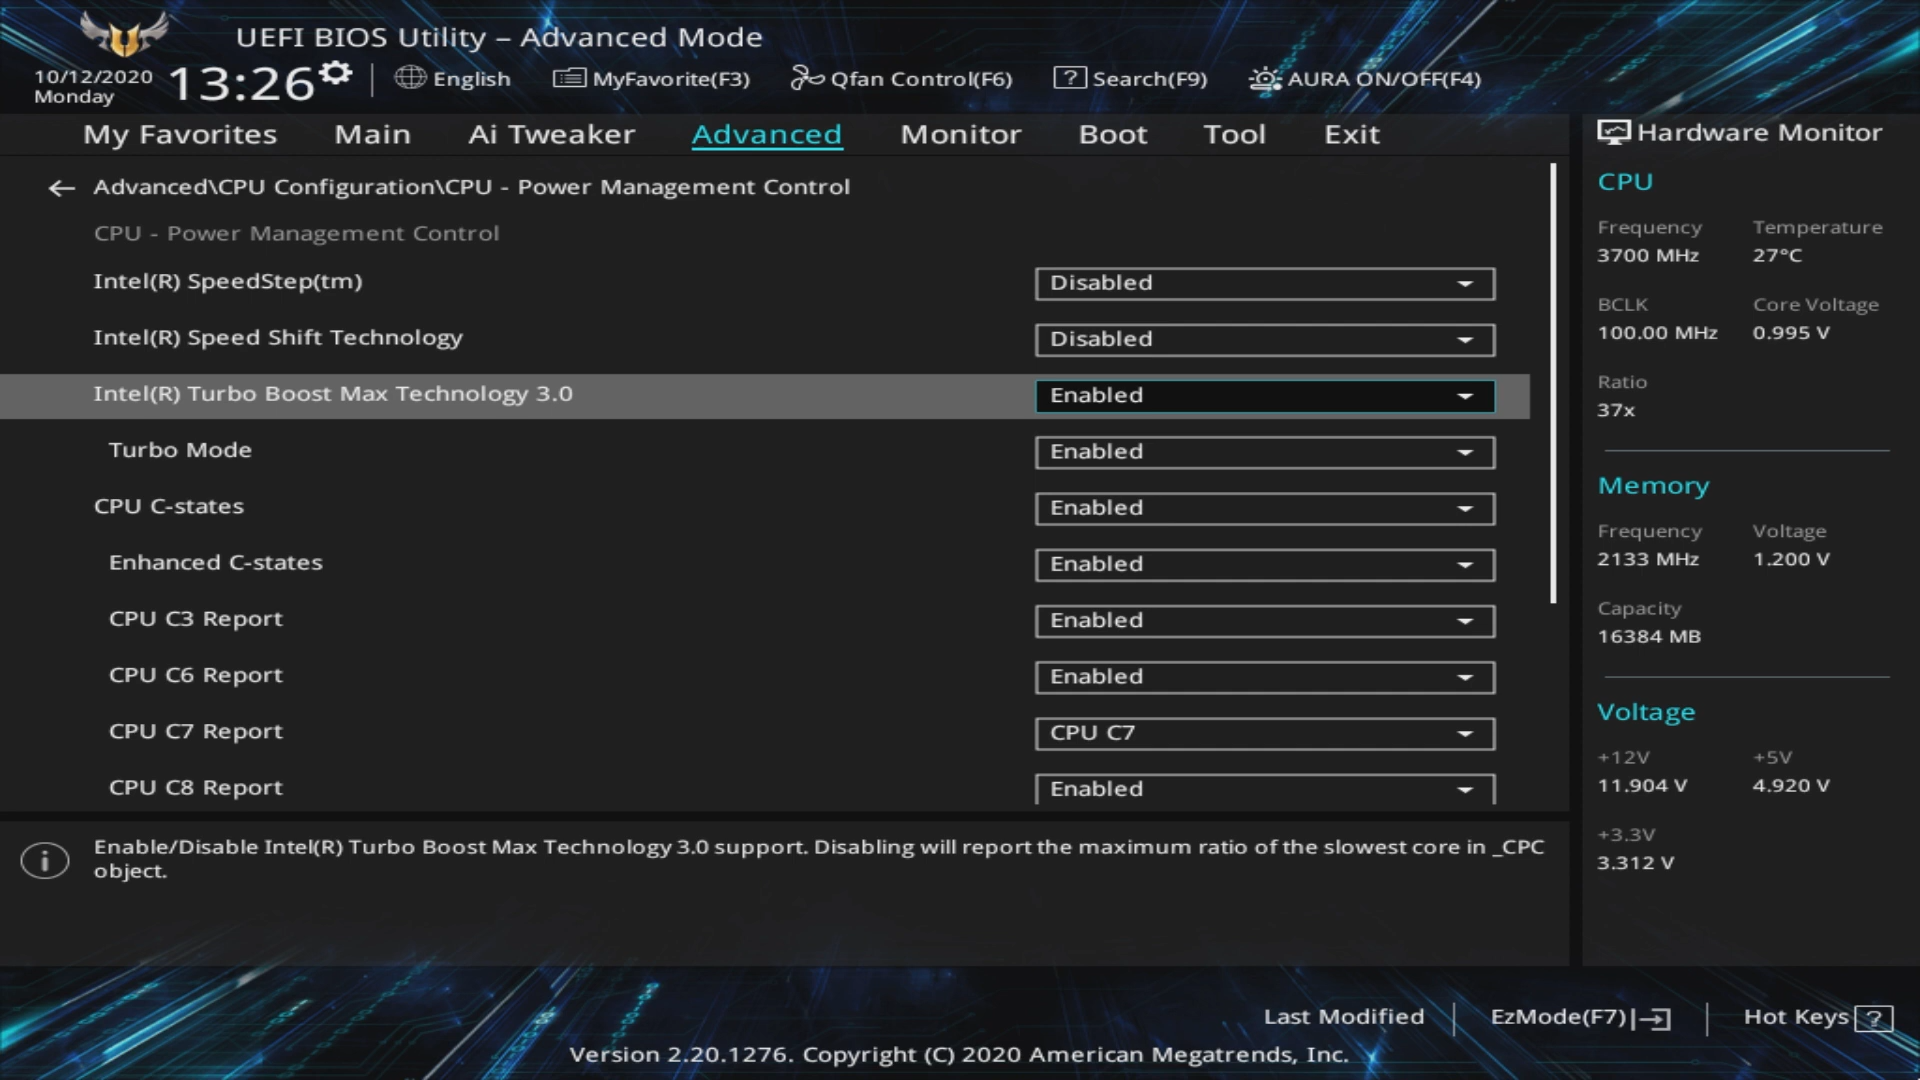 UEFI BIOS Utility – Advanced Mode
10/12/2020
Monday
13:26
English
MyFavorite(F3)
Qfan Control(F6)
? Search(F9)
AURA ON/OFF(F4)
My Favorites
Main
Ai Tweaker
Advanced
Monitor
Boot
Tool
Exit
Advanced\CPU Configuration\CPU - Power Management Control
CPU - Power Management Control
Intel(R) SpeedStep(tm) Disabled
Intel(R) Speed Shift Technology Disabled
Intel(R) Turbo Boost Max Technology 3.0 Enabled
Turbo Mode Enabled
CPU C-states Enabled
Enhanced C-states Enabled
CPU C3 Report Enabled
CPU C6 Report Enabled
CPU C7 Report CPU C7
CPU C8 Report Enabled
i Enable/Disable Intel(R) Turbo Boost Max Technology 3.0 support. Disabling will report the maximum ratio of the slowest core in _CPC
object.
Hardware Monitor
CPU
Frequency Temperature
3700 MHz 27°C
BCLK Core Voltage
100.00 MHz 0.995 V
Ratio
37x
Memory
Frequency Voltage
2133 MHz 1.200 V
Capacity
16384 MB
Voltage
+12V +5V
11.904 V 4.920 V
+3.3V
3.312 V
Last Modified
EzMode(F7)
Hot Keys ?
Version 2.20.1276. Copyright (C) 2020 American Megatrends, Inc.